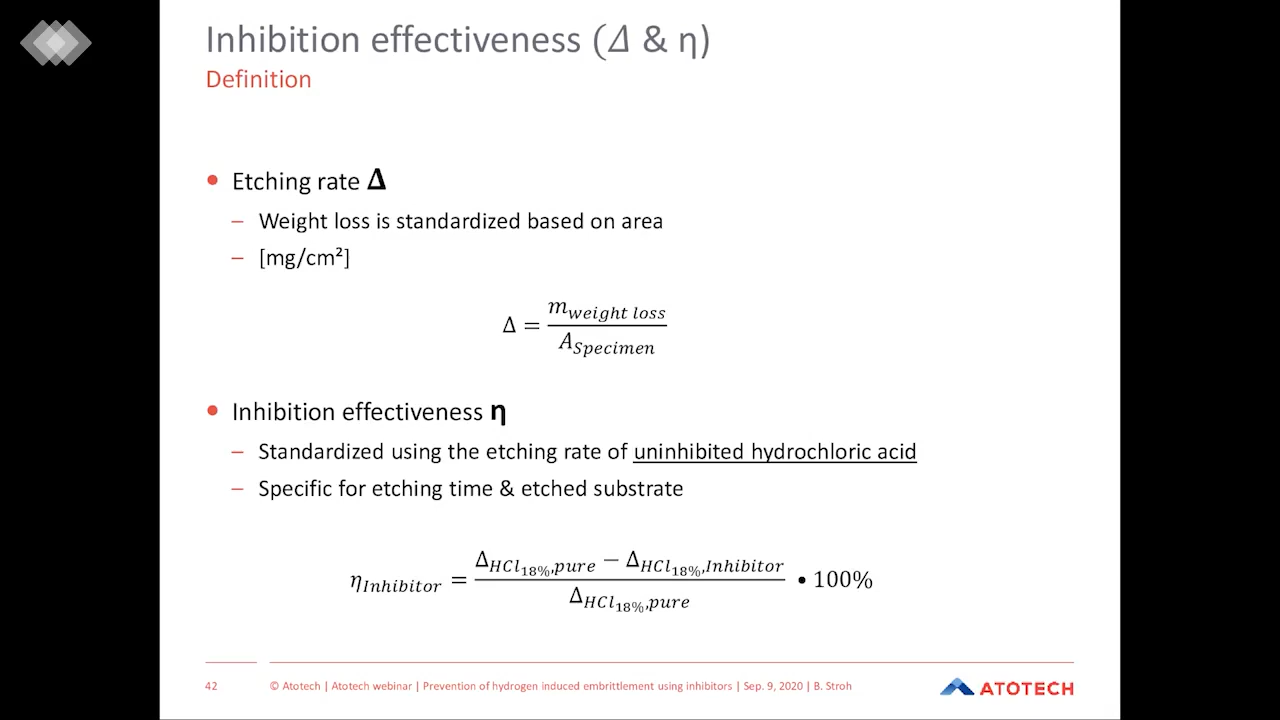 Inhibition effectiveness (Δ & η)
Definition
• Etching rate Δ
– Weight loss is standardized based on area
– [mg/cm²]
Δ = m_weight loss / A_Specimen
• Inhibition effectiveness η
– Standardized using the etching rate of uninhibited hydrochloric acid
– Specific for etching time & etched substrate
η_Inhibitor = (Δ_HCl18%,pure − Δ_HCl18%,Inhibitor) / Δ_HCl18%,pure • 100%
42 © Atotech | Atotech webinar | Prevention of hydrogen induced embrittlement using inhibitors | Sep. 9, 2020 | B. Stroh
ATOTECH